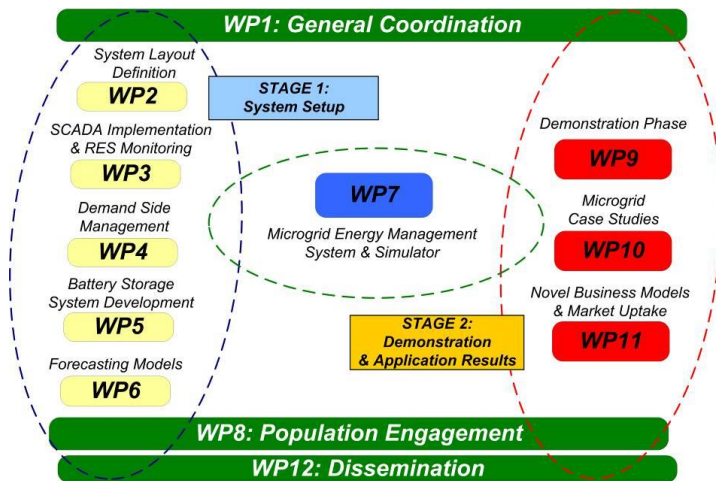 WP1: General Coordination
System Layout
Definition
WP2
STAGE 1:
System Setup
SCADA Implementation
& RES Monitoring
WP3
Demand Side
Management
WP4
Battery Storage
System Development
WP5
Forecasting Models
WP6
WP7
Microgrid Energy Management
System & Simulator
Demonstration Phase
WP9
Microgrid
Case Studies
WP10
Novel Business Models
& Market Uptake
WP11
STAGE 2:
Demonstration
& Application Results
WP8: Population Engagement
WP12: Dissemination